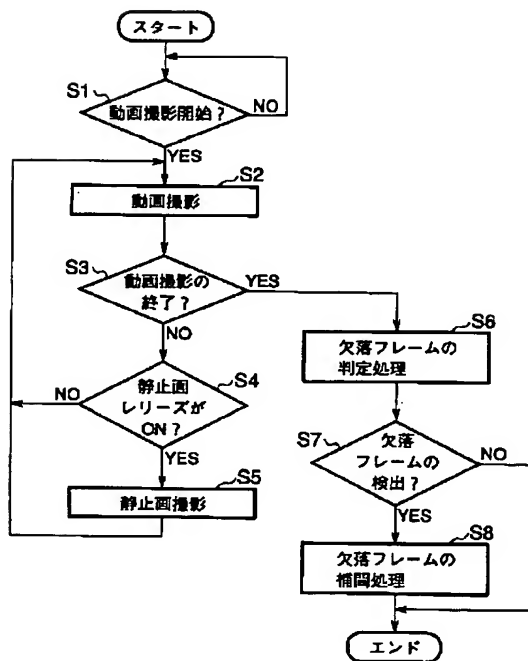 スタート
S1
動画撮影開始？
NO
YES
S2
動画撮影
S3
動画撮影の
終了？
YES
NO
S4
静止画
レリーズが
ON？
NO
YES
S5
静止画撮影
S6
欠落フレームの
判定処理
S7
欠落
フレームの
検出？
NO
YES
S8
欠落フレームの
補間処理
エンド